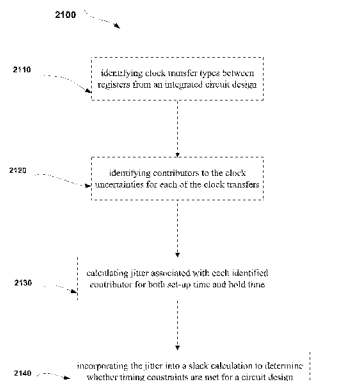 2100
2110
identifying clock transfer types between
registers from an integrated circuit design
2120
identifying contributors to the clock
uncertainties for each of the clock transfers
2130
calculating jitter associated with each identified
contributor for both set-up time and hold time
2140
incorporating the jitter into a slack calculation to determine
whether timing constraints are met for a circuit design